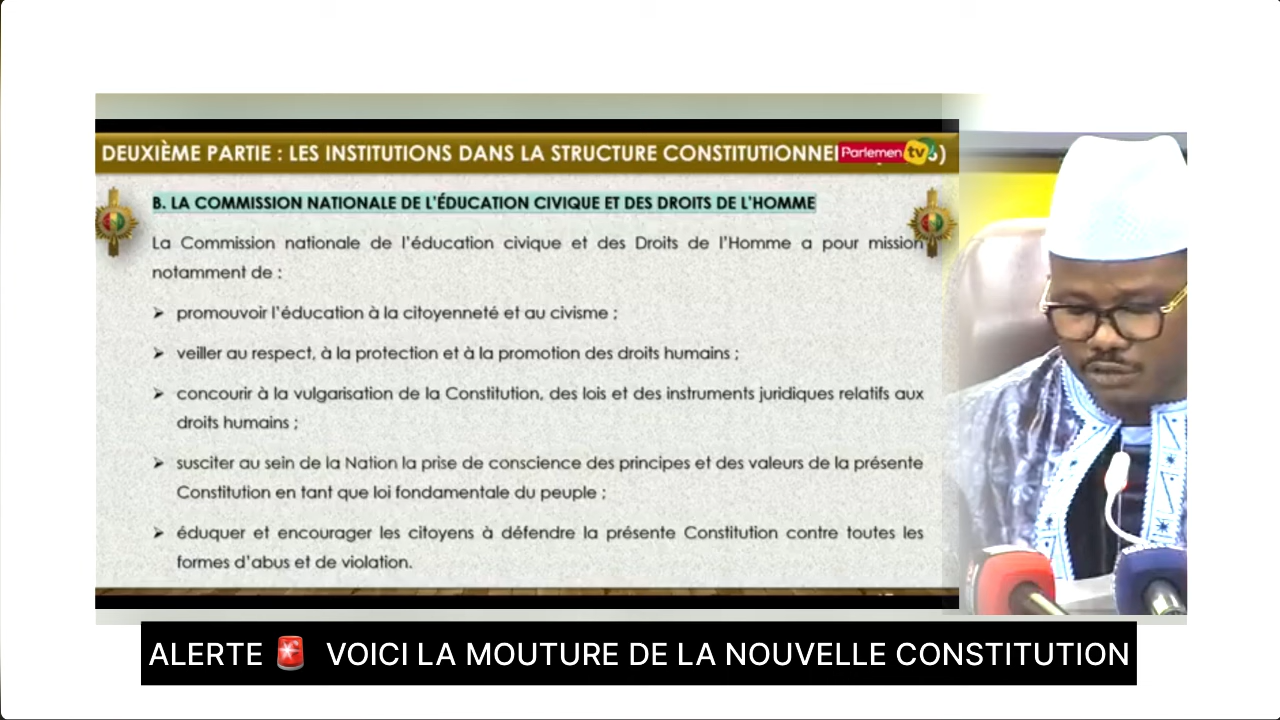 DEUXIÈME PARTIE : LES INSTITUTIONS DANS LA STRUCTURE CONSTITUTIONNEL
Parlemen tv
B. LA COMMISSION NATIONALE DE L'ÉDUCATION CIVIQUE ET DES DROITS DE L'HOMME
La Commission nationale de l'éducation civique et des Droits de l'Homme a pour mission
notamment de :
➢ promouvoir l'éducation à la citoyenneté et au civisme ;
➢ veiller au respect, à la protection et à la promotion des droits humains ;
➢ concourir à la vulgarisation de la Constitution, des lois et des instruments juridiques relatifs aux
droits humains ;
➢ susciter au sein de la Nation la prise de conscience des principes et des valeurs de la présente
Constitution en tant que loi fondamentale du peuple ;
➢ éduquer et encourager les citoyens à défendre la présente Constitution contre toutes les
formes d'abus et de violation.
ALERTE 🚨 VOICI LA MOUTURE DE LA NOUVELLE CONSTITUTION